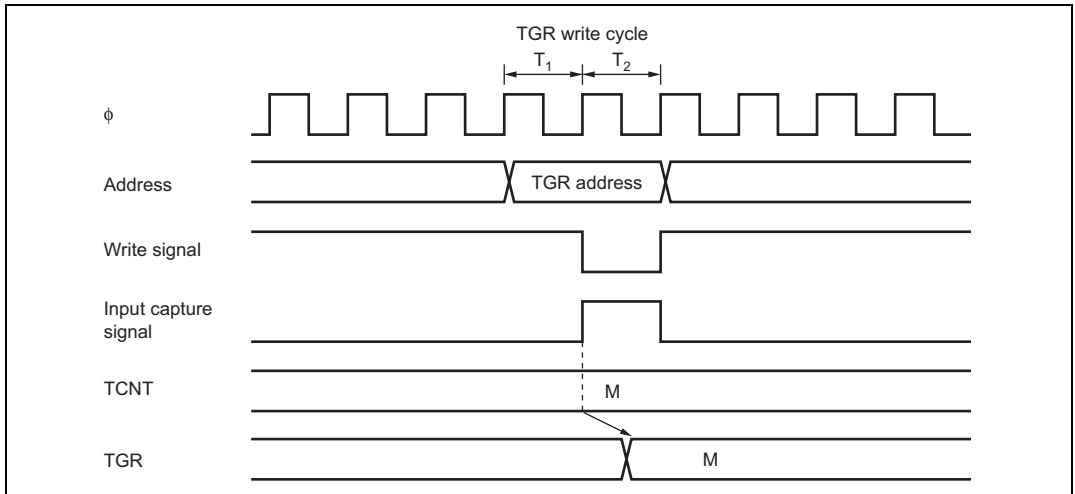 TGR write cycle
T1 T2
ϕ
Address
TGR address
Write signal
Input capture
signal
TCNT
M
TGR
M